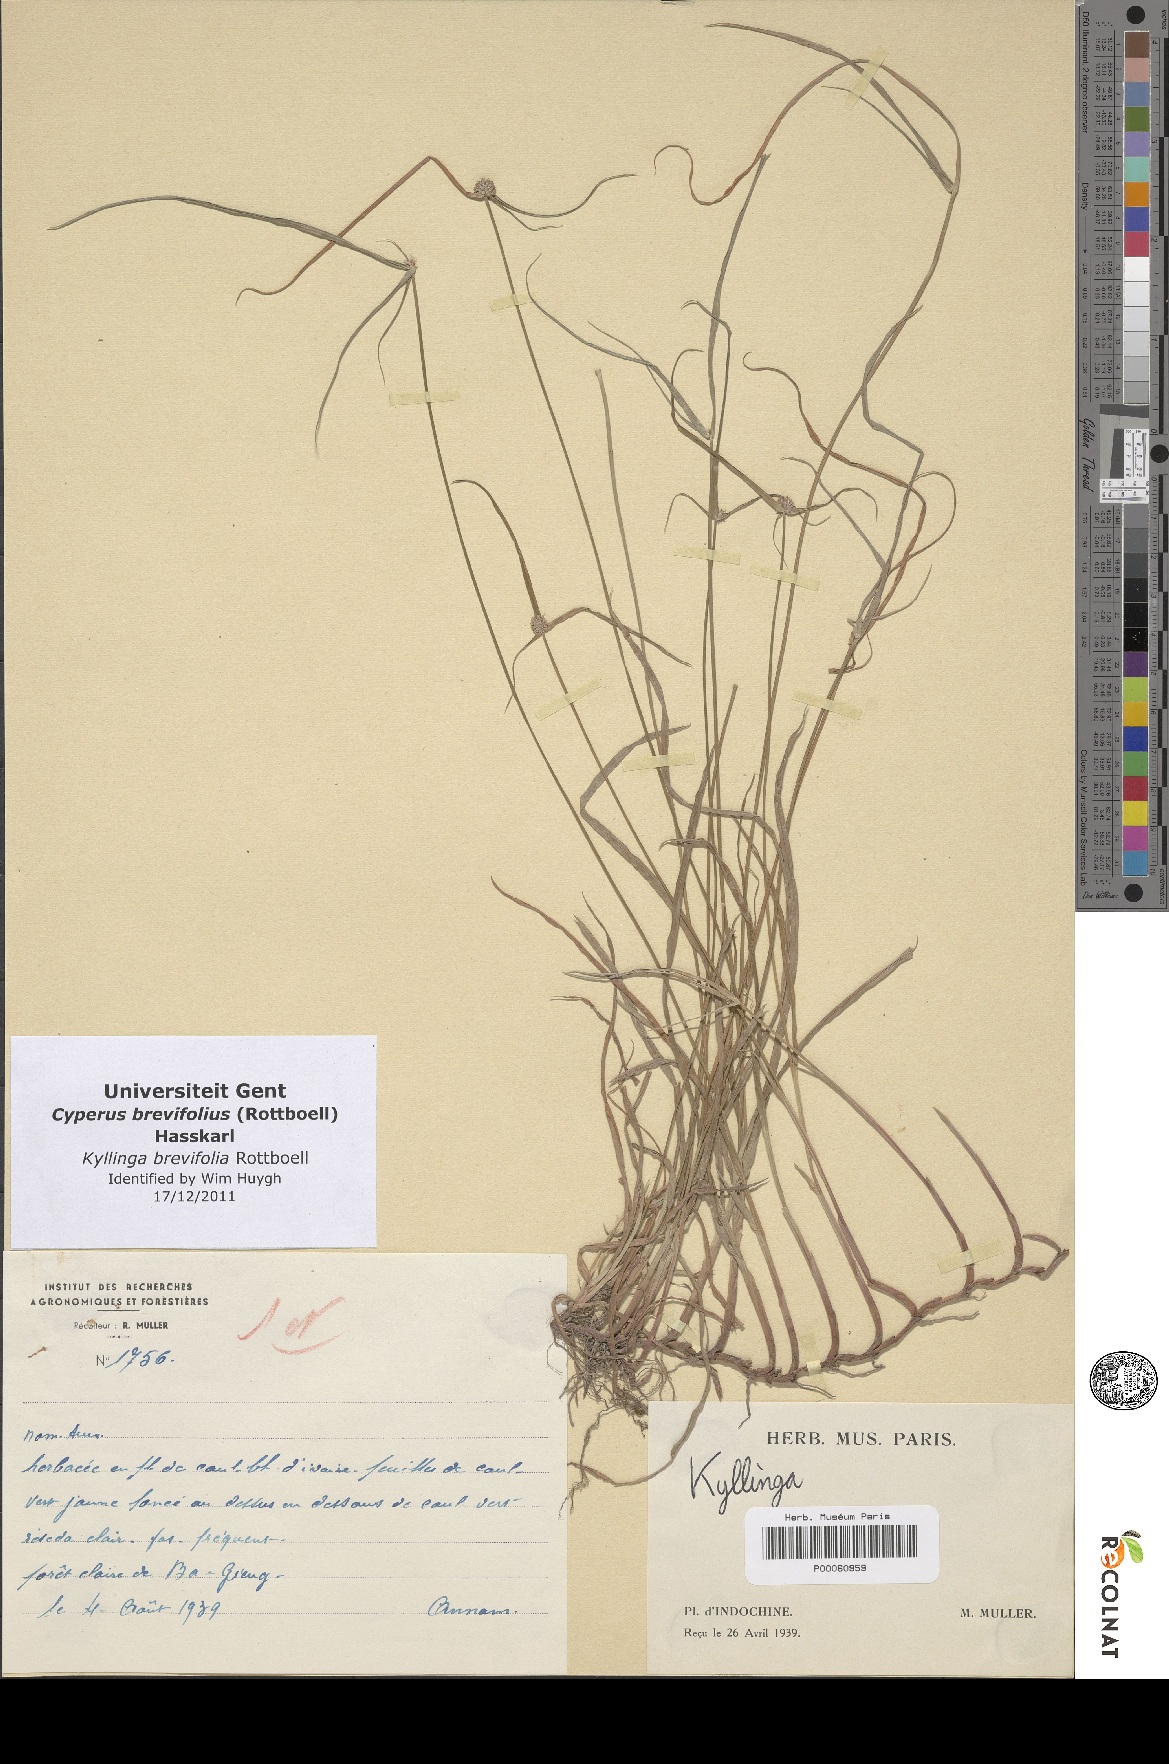 Universiteit Gent
Cyperus brevifolius (Rottboell)
Hasskarl
Kyllinga brevifolia Rottboell
Identified by Wim Huygh
17/12/2011
INSTITUT DES RECHERCHES
AGRONOMIQUES ET FORESTIÈRES
Récolteur : R. MULLER
N° 1756.
nom. Ann.
herbacée en fl. de coul. bl. d'ivoire. feuilles de coul.
vert jaune foncé au dessus en dessous de coul vert
réséda clair. pas fréquent.
forêt claire de Ba-Gieng-
le 4 Août 1939 Annam.
HERB. MUS. PARIS.
Kyllinga
Herb. Muséum Paris
P00060959
Pl. d'INDOCHINE. M. MULLER.
Reçu le 26 Avril 1939.
D50 Illuminant, 2 degree observer
Density
Golden Thread
Colors by Munsell Color Services Lab
RECOLNAT